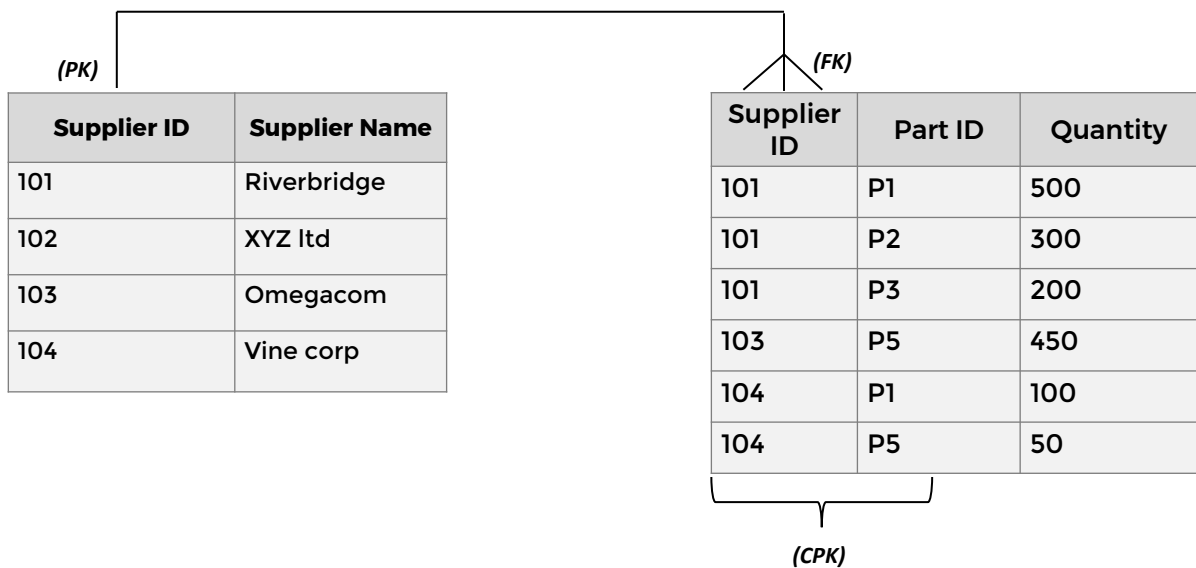 (PK)
(FK)
Supplier ID Supplier Name
101 Riverbridge
102 XYZ ltd
103 Omegacom
104 Vine corp
Supplier
ID Part ID Quantity
101 P1 500
101 P2 300
101 P3 200
103 P5 450
104 P1 100
104 P5 50
(CPK)